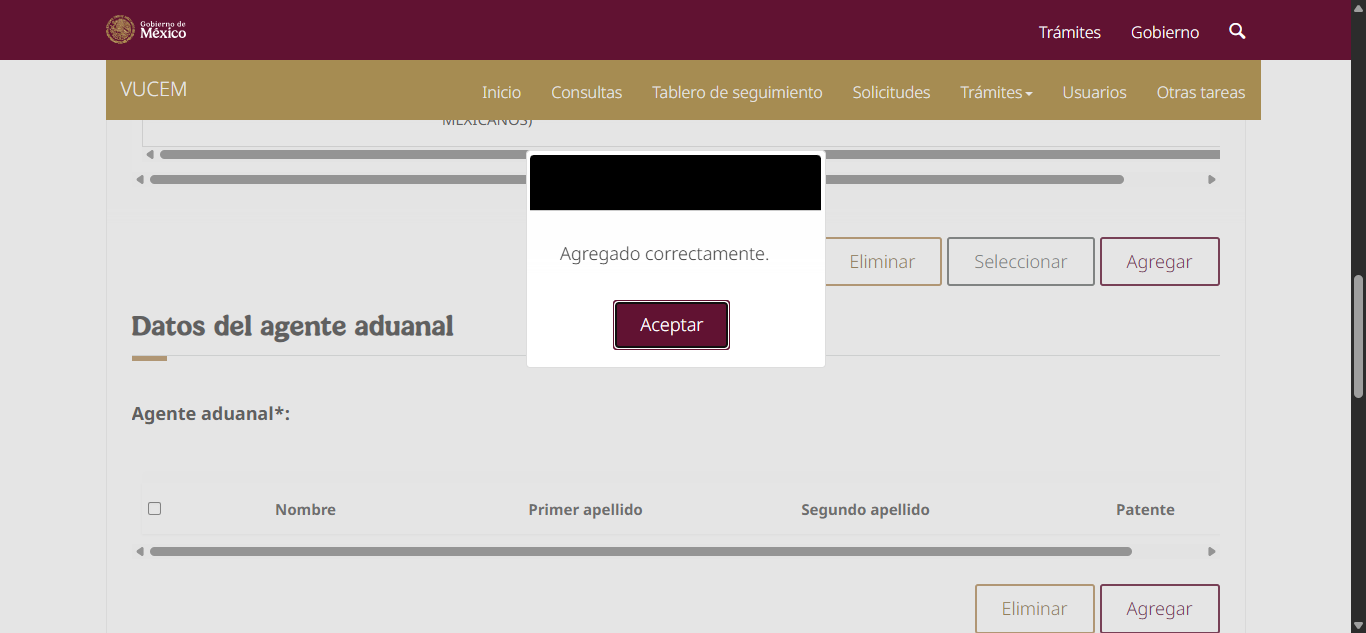 Gobierno de
México
Trámites Gobierno
VUCEM Inicio Consultas Tablero de seguimiento Solicitudes Trámites Usuarios Otras tareas
MEXICANOS)
Agregado correctamente.
Aceptar
Eliminar Seleccionar Agregar
Datos del agente aduanal
Agente aduanal*:
Nombre Primer apellido Segundo apellido Patente
Eliminar Agregar